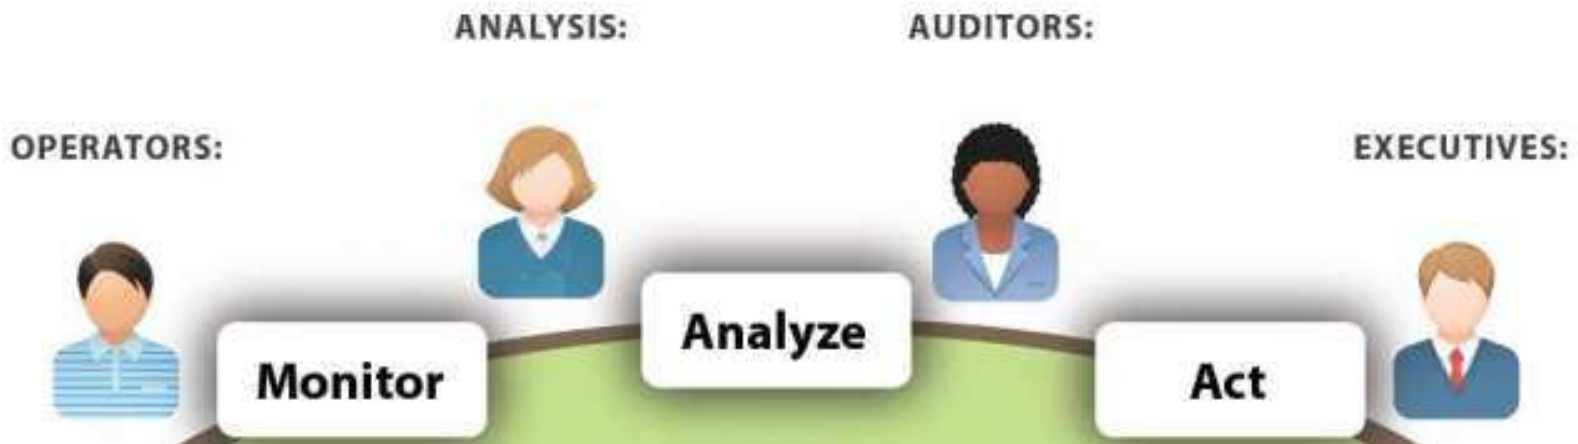 ANALYSIS:
AUDITORS:
OPERATORS:
EXECUTIVES:
Analyze
Monitor
Act